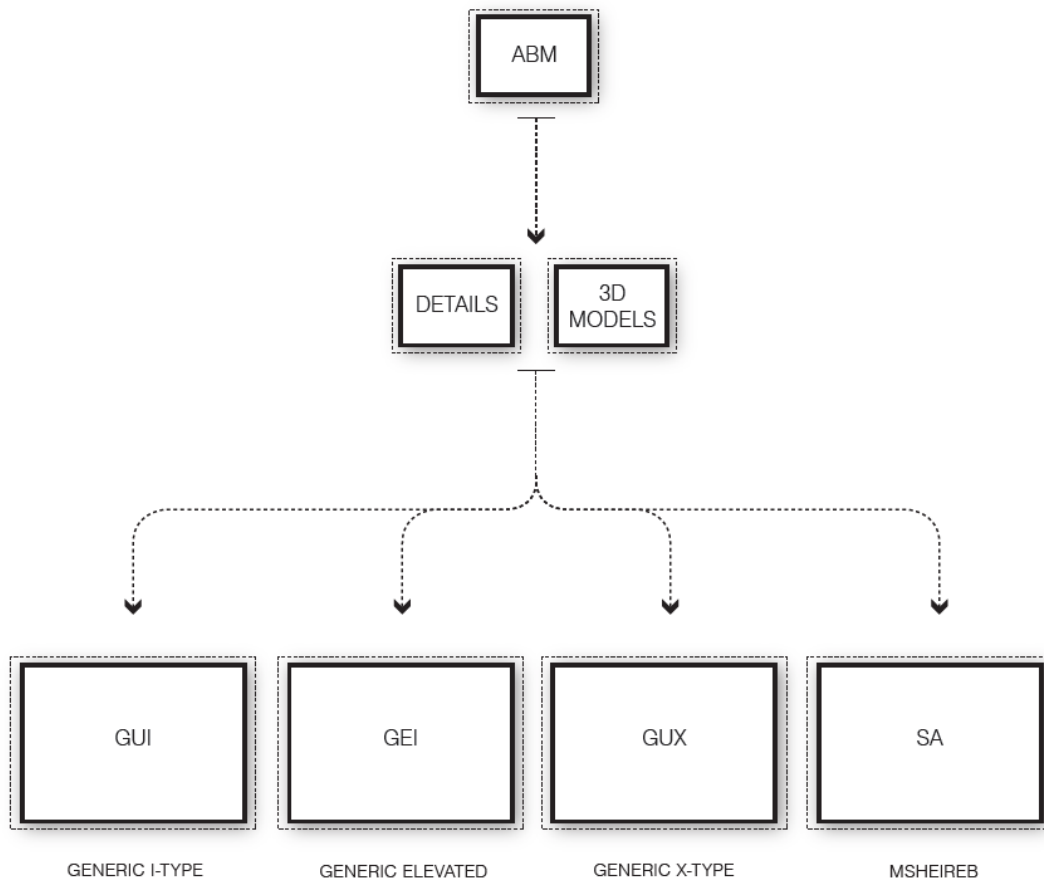 ABM
DETAILS
3D
MODELS
GUI
GEI
GUX
SA
GENERIC I-TYPE
GENERIC ELEVATED
GENERIC X-TYPE
MSHEIREB